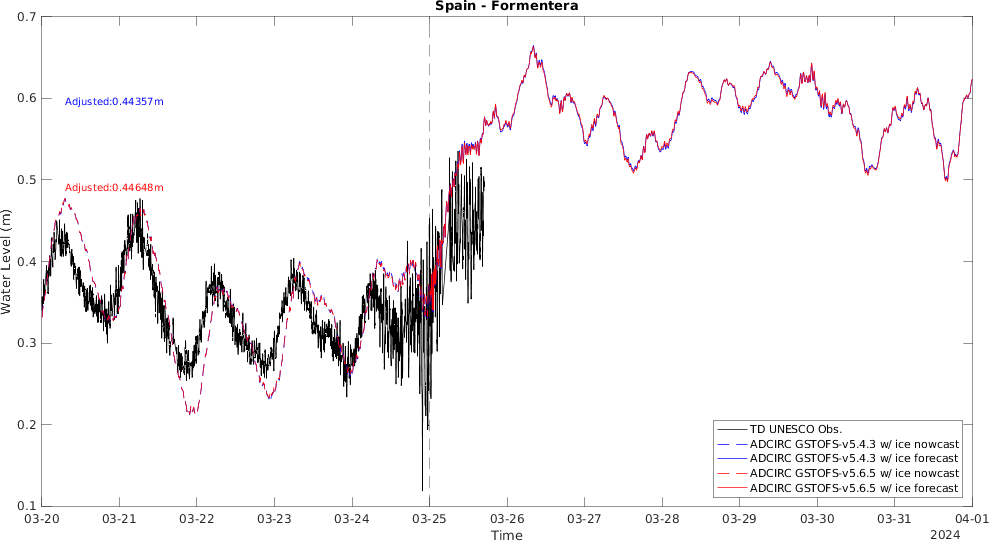 Spain - Formentera
0.7
0.6
0.5
0.4
0.3
0.2
0.1
Water Level (m)
Adjusted:0.44357m
Adjusted:0.44648m
TD UNESCO Obs.
ADCIRC GSTOFS-v5.4.3 w/ ice nowcast
ADCIRC GSTOFS-v5.4.3 w/ ice forecast
ADCIRC GSTOFS-v5.6.5 w/ ice nowcast
ADCIRC GSTOFS-v5.6.5 w/ ice forecast
03-20 03-21 03-22 03-23 03-24 03-25 03-26 03-27 03-28 03-29 03-30 03-31 04-01
Time
2024